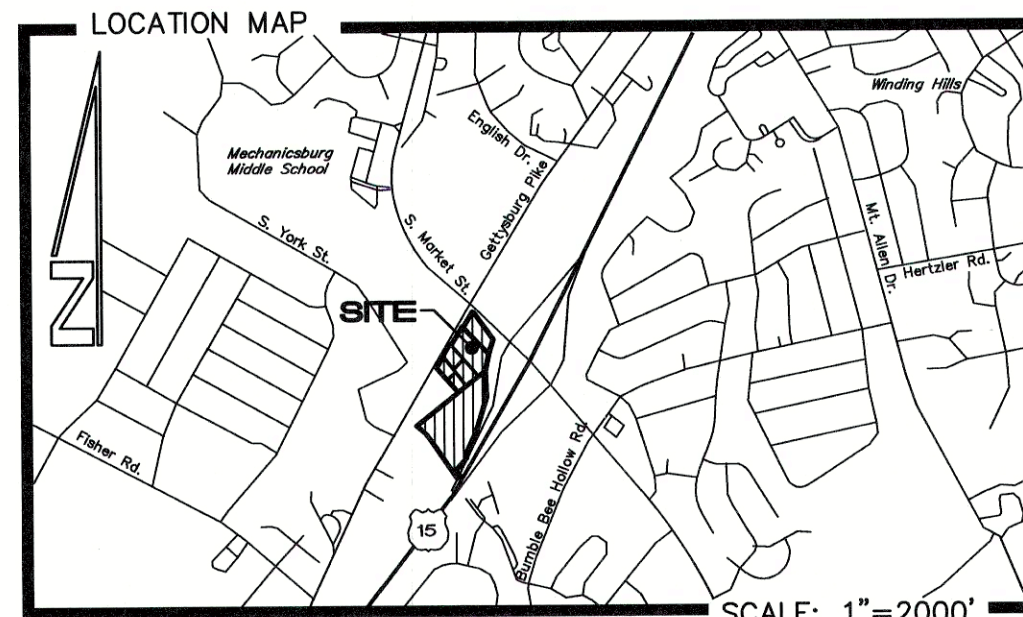 LOCATION MAP
Winding Hills
English Dr.
Mechanicsburg
Middle School
Gettysburg Pike
S. Market St.
S. York St.
Mt. Allen Dr.
Hertzler Rd.
N
SITE
Fisher Rd.
Bumble Bee Hollow Rd.
15
SCALE: 1"=2000'